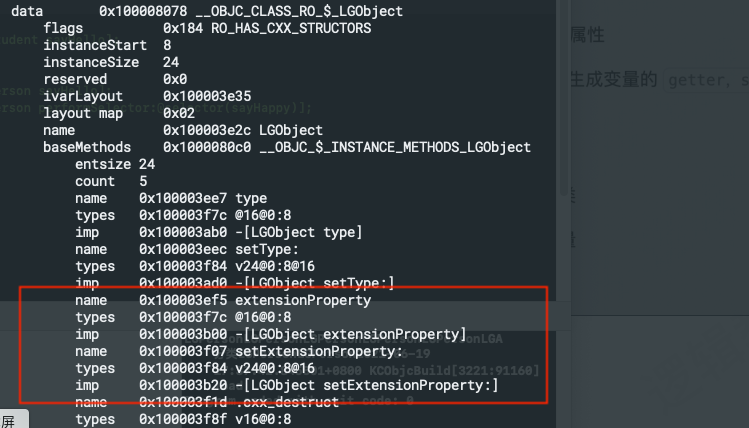 data 0x100008078 __OBJC_CLASS_RO_$_LGObject
flags 0x184 RO_HAS_CXX_STRUCTORS
属性
instanceStart 8
instanceSize 24
生成变量的 getter, s
reserved 0x0
ivarLayout 0x100003e35
layout map 0x02
name 0x100003e2c LGObject
baseMethods 0x1000080c0 __OBJC_$_INSTANCE_METHODS_LGObject
entsize 24
count 5
name 0x100003ee7 type
types 0x100003f7c @16@0:8
imp 0x100003ab0 -[LGObject type]
name 0x100003eec setType:
types 0x100003f84 v24@0:8@16
imp 0x100003ad0 -[LGObject setType:]
name 0x100003ef5 extensionProperty
types 0x100003f7c @16@0:8
imp 0x100003b00 -[LGObject extensionProperty]
name 0x100003f07 setExtensionProperty:
types 0x100003f84 v24@0:8@16
imp 0x100003b20 -[LGObject setExtensionProperty:]
name 0x100003f1d .cxx_destruct
types 0x100003f8f v16@0:8
屏